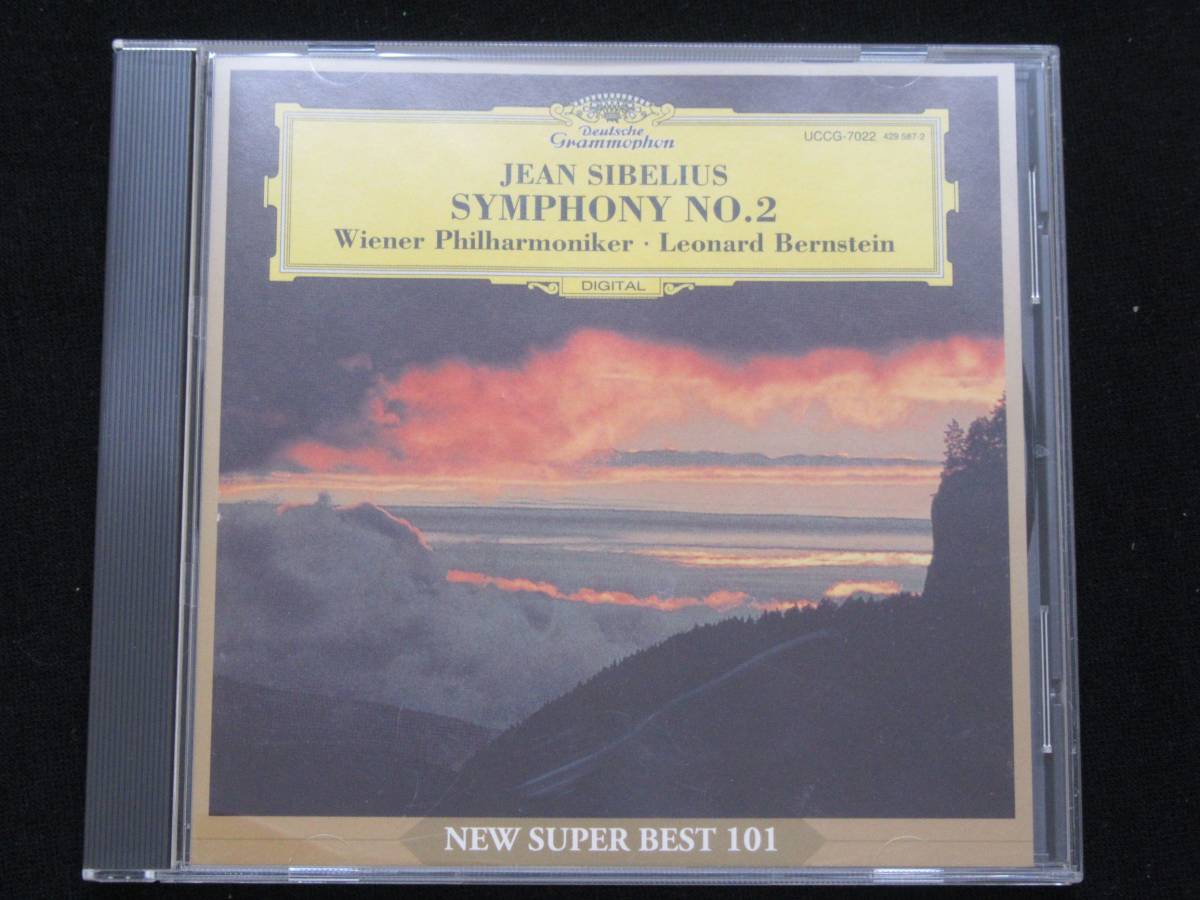 Deutsche
Grammophon
UCCG-7022 429 587-2
JEAN SIBELIUS
SYMPHONY NO.2
Wiener Philharmoniker · Leonard Bernstein
DIGITAL
NEW SUPER BEST 101